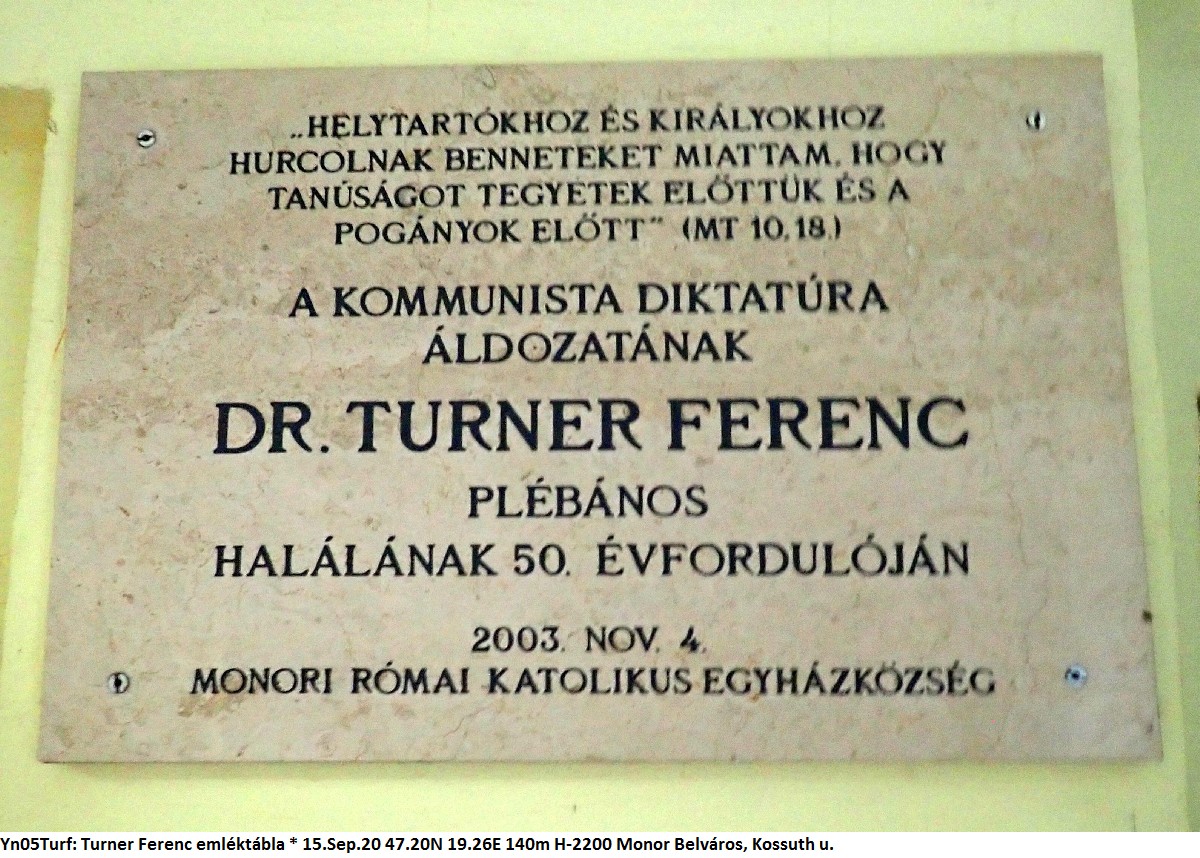 „HELYTARTÓKHOZ ÉS KIRÁLYOKHOZ
HURCOLNAK BENNETEKET MIATTAM, HOGY
TANÚSÁGOT TEGYETEK ELŐTTÜK ÉS A
POGÁNYOK ELŐTT" (MT 10,18.)
A KOMMUNISTA DIKTATÚRA
ÁLDOZATÁNAK
DR. TURNER FERENC
PLÉBÁNOS
HALÁLÁNAK 50. ÉVFORDULÓJÁN
2003. NOV. 4.
MONORI RÓMAI KATOLIKUS EGYHÁZKÖZSÉG
Yn05Turf: Turner Ferenc emléktábla * 15.Sep.20 47.20N 19.26E 140m H-2200 Monor Belváros, Kossuth u.